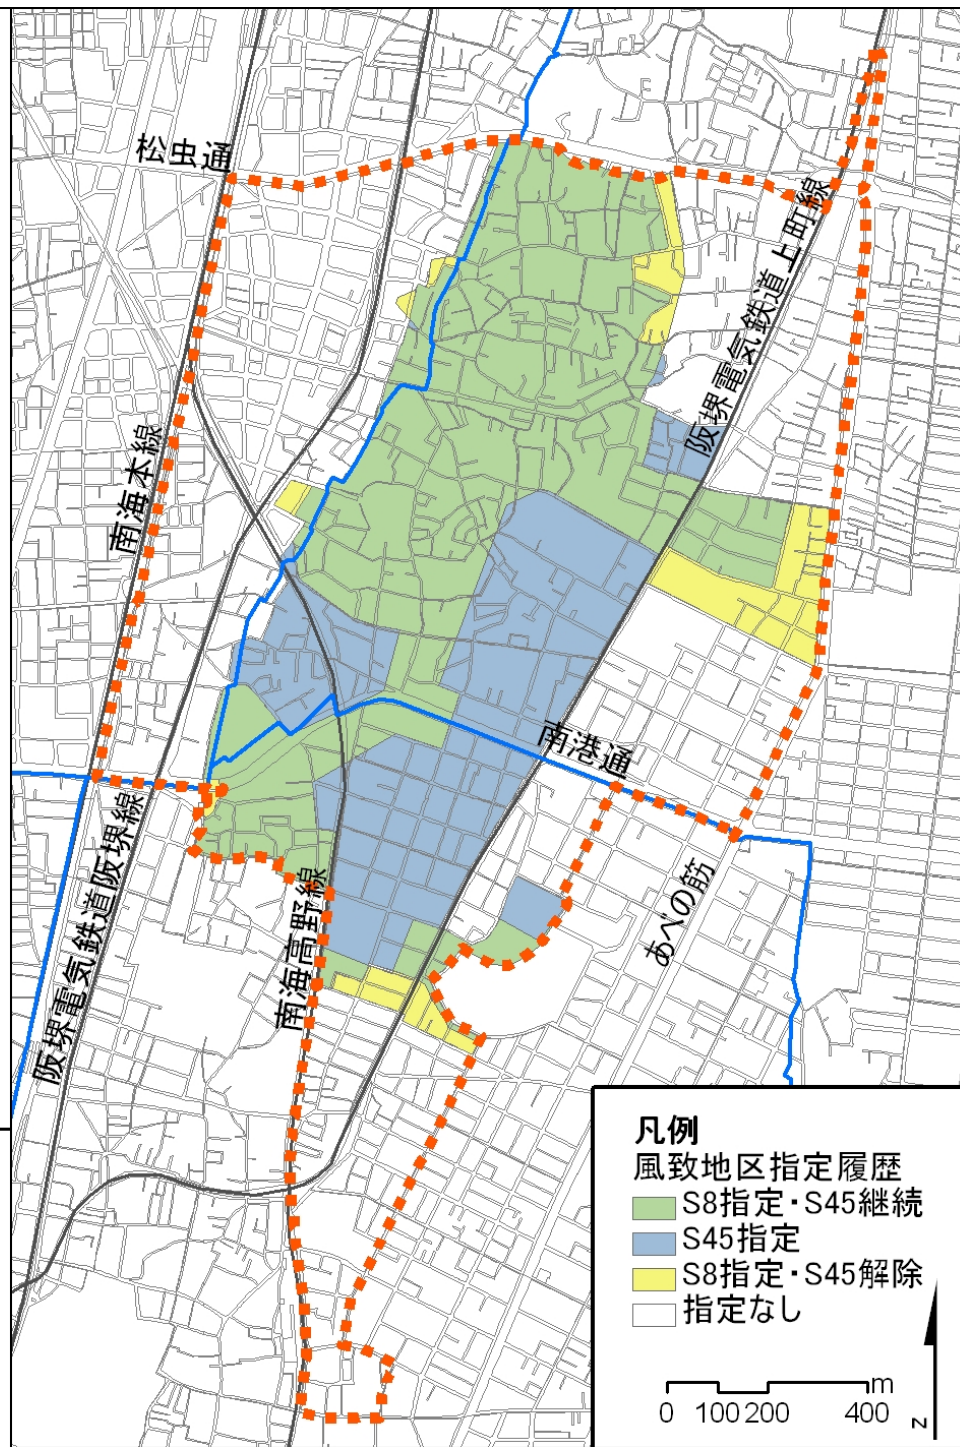 松虫通
阪堺電気鉄道上町線
南海本線
南港通
阪堺電気鉄道阪堺線
あべの筋
南海高野線
凡例
風致地区指定履歴
S8指定・S45継続
S45指定
S8指定・S45解除
指定なし
m
0 100 200 400
N